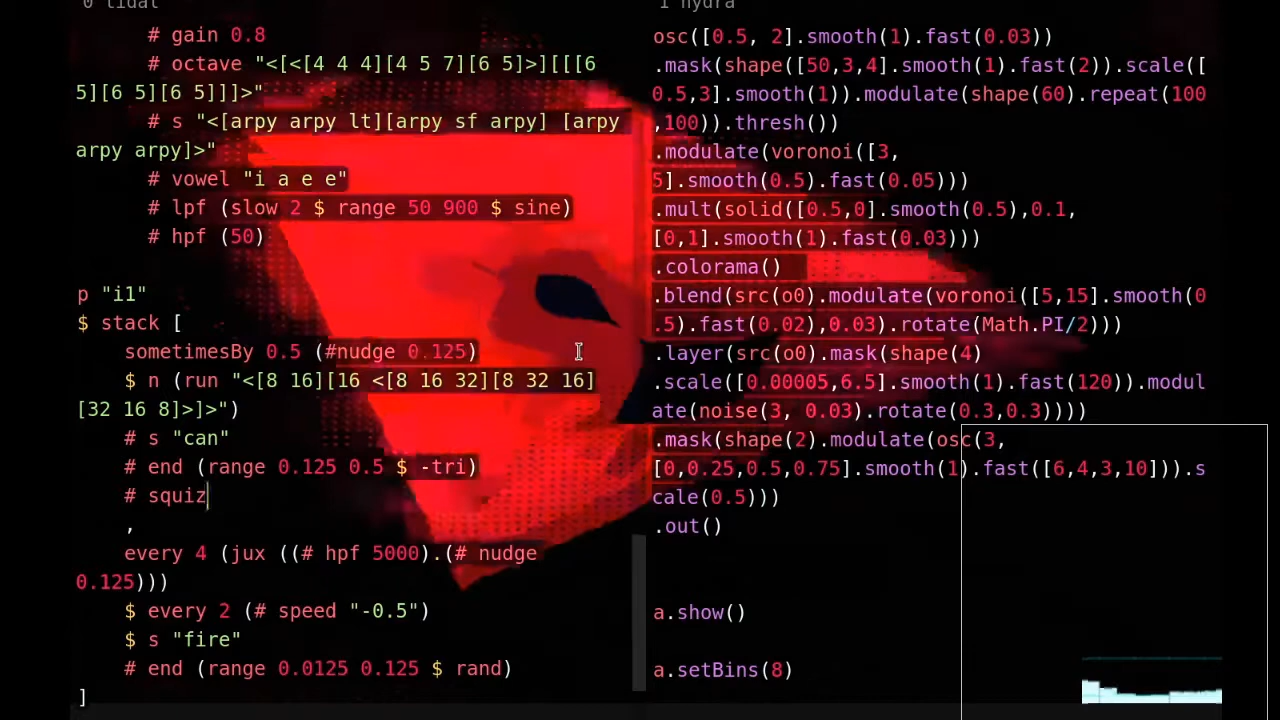 0 tidal
# gain 0.8
# octave "<[<[4 4 4][4 5 7][6 5]>][[[6
5][6 5][6 5]]]>"
# s "<[arpy arpy lt][arpy sf arpy] [arpy
arpy arpy]>"
# vowel "i a e e"
# lpf (slow 2 $ range 50 900 $ sine)
# hpf (50)
p "i1"
$ stack [
sometimesBy 0.5 (#nudge 0.125)
$ n (run "<[8 16][16 <[8 16 32][8 32 16]
[32 16 8]>]>")
# s "can"
# end (range 0.125 0.5 $ -tri)
# squiz
,
every 4 (jux ((# hpf 5000).(# nudge
0.125)))
$ every 2 (# speed "-0.5")
$ s "fire"
# end (range 0.0125 0.125 $ rand)
]
1 hydra
osc([0.5, 2].smooth(1).fast(0.03))
.mask(shape([50,3,4].smooth(1).fast(2)).scale([
0.5,3].smooth(1)).modulate(shape(60).repeat(100
,100)).thresh())
.modulate(voronoi([3,
5].smooth(0.5).fast(0.05)))
.mult(solid([0.5,0].smooth(0.5),0.1,
[0,1].smooth(1).fast(0.03)))
.colorama()
.blend(src(o0).modulate(voronoi([5,15].smooth(0
.5).fast(0.02),0.03).rotate(Math.PI/2)))
.layer(src(o0).mask(shape(4)
.scale([0.00005,6.5].smooth(1).fast(120)).modul
ate(noise(3, 0.03).rotate(0.3,0.3))))
.mask(shape(2).modulate(osc(3,
[0,0.25,0.5,0.75].smooth(1).fast([6,4,3,10])).s
cale(0.5)))
.out()
a.show()
a.setBins(8)